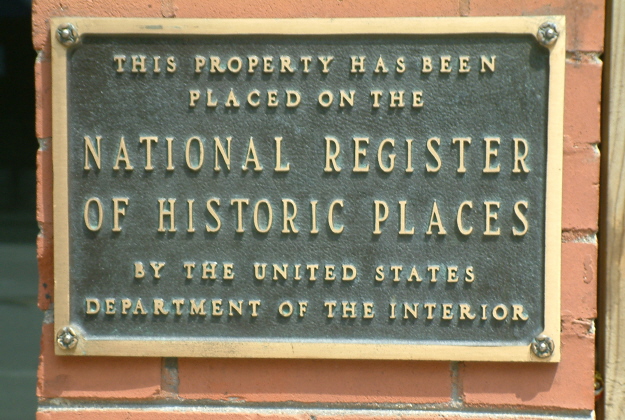 THIS PROPERTY HAS BEEN
PLACED ON THE
NATIONAL REGISTER
OF HISTORIC PLACES
BY THE UNITED STATES
DEPARTMENT OF THE INTERIOR